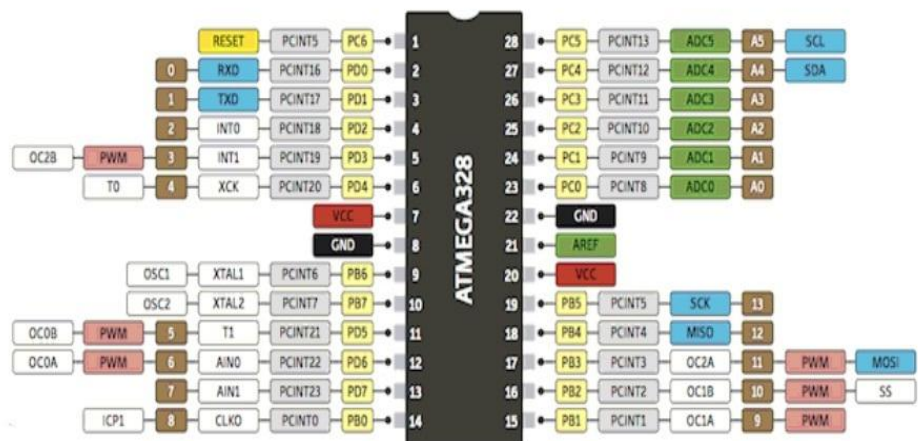 RESET PCINT5 PC6 1 28 PC5 PCINT13 ADC5 A5 SCL
0 RXD PCINT16 PD0 2 27 PC4 PCINT12 ADC4 A4 SDA
1 TXD PCINT17 PD1 3 26 PC3 PCINT11 ADC3 A3
2 INT0 PCINT18 PD2 4 25 PC2 PCINT10 ADC2 A2
OC2B PWM 3 INT1 PCINT19 PD3 5 24 PC1 PCINT9 ADC1 A1
T0 4 XCK PCINT20 PD4 6 23 PC0 PCINT8 ADC0 A0
VCC 7 22 GND
GND 8 21 AREF
OSC1 XTAL1 PCINT6 PB6 9 20 VCC
OSC2 XTAL2 PCINT7 PB7 10 19 PB5 PCINT5 SCK 13
OC0B PWM 5 T1 PCINT21 PD5 11 18 PB4 PCINT4 MISO 12
OC0A PWM 6 AIN0 PCINT22 PD6 12 17 PB3 PCINT3 OC2A 11 PWM MOSI
7 AIN1 PCINT23 PD7 13 16 PB2 PCINT2 OC1B 10 PWM SS
ICP1 8 CLKO PCINT0 PB0 14 15 PB1 PCINT1 OC1A 9 PWM
ATMEGA328